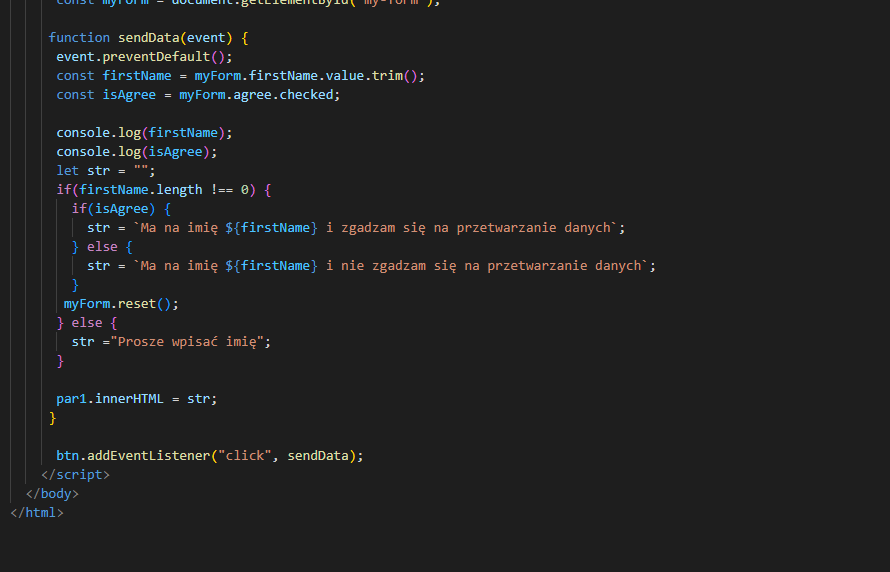 const myForm = document.getElementById("my-form");
function sendData(event) {
event.preventDefault();
const firstName = myForm.firstName.value.trim();
const isAgree = myForm.agree.checked;
console.log(firstName);
console.log(isAgree);
let str = "";
if(firstName.length !== 0) {
if(isAgree) {
str = `Ma na imię ${firstName} i zgadzam się na przetwarzanie danych`;
} else {
str = `Ma na imię ${firstName} i nie zgadzam się na przetwarzanie danych`;
}
myForm.reset();
} else {
str ="Prosze wpisać imię";
}
par1.innerHTML = str;
}
btn.addEventListener("click", sendData);
</script>
</body>
</html>